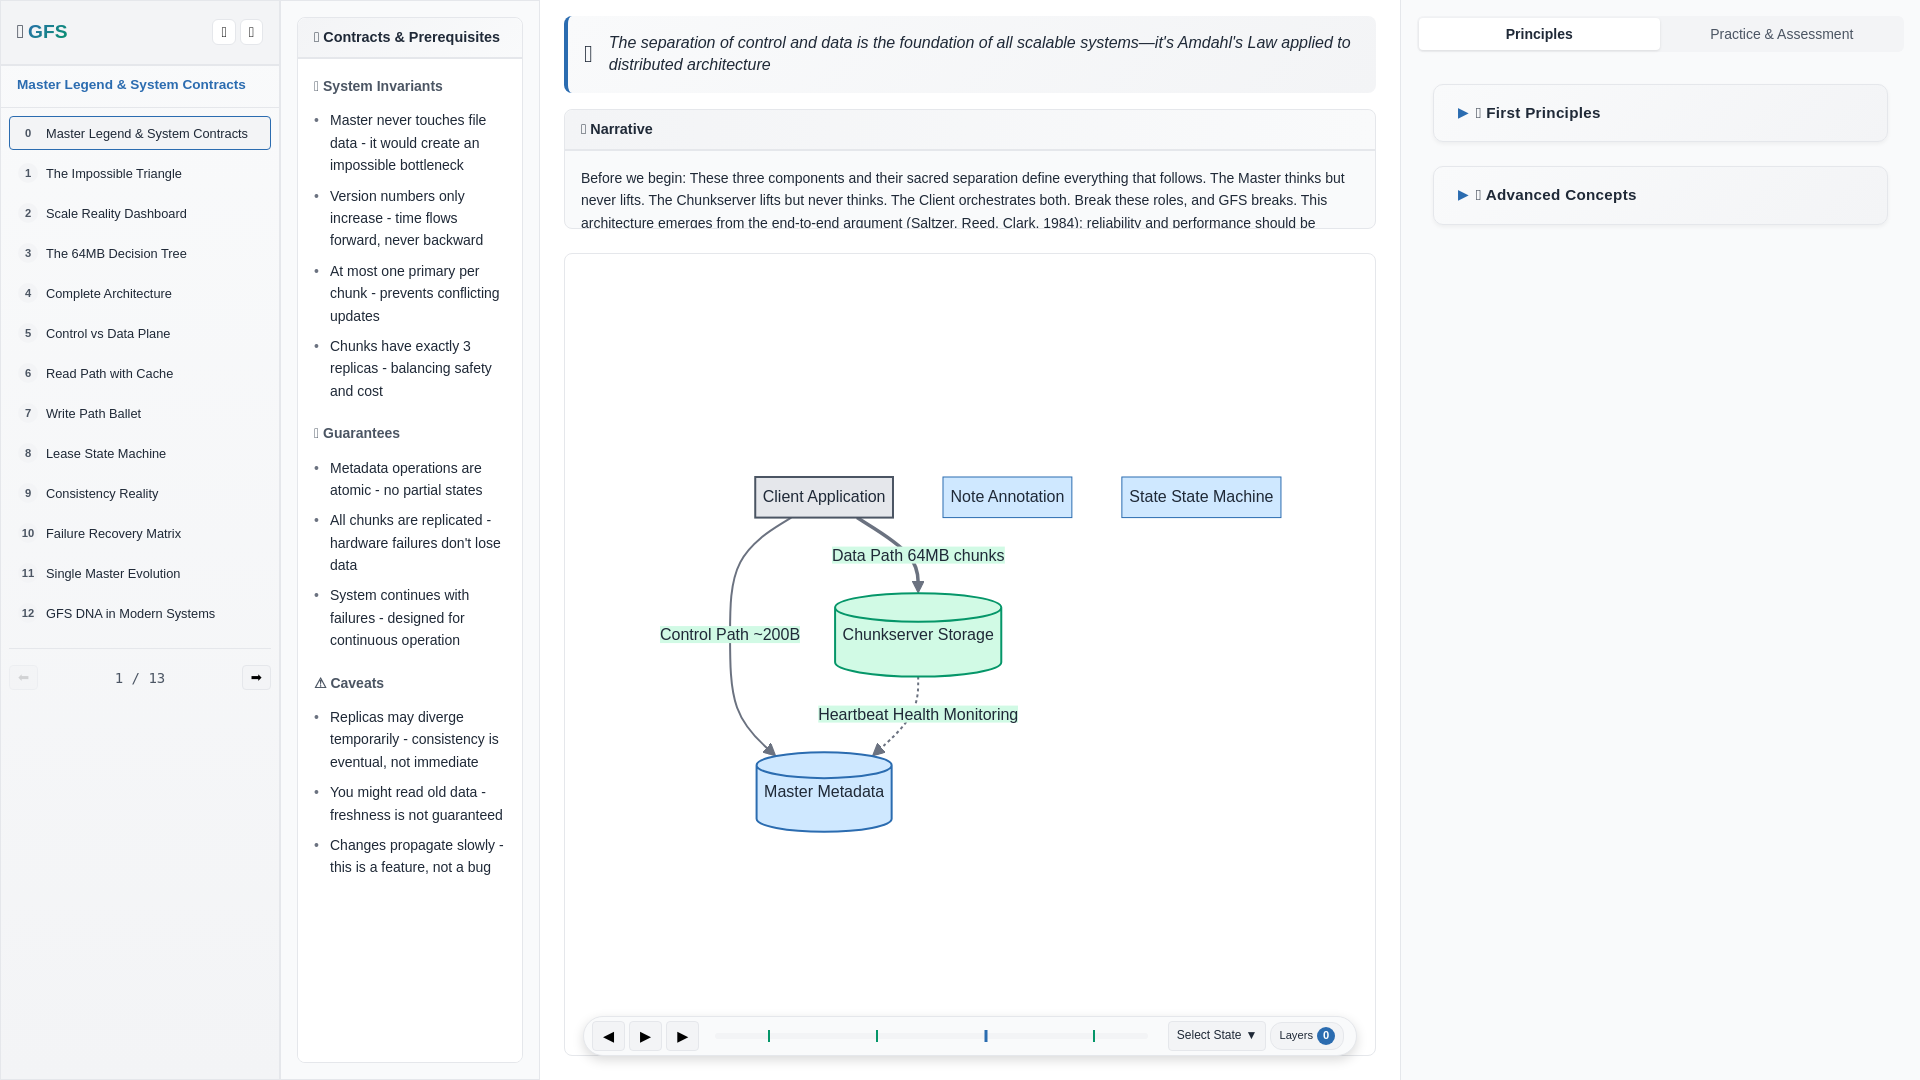 GFS
Master Legend & System Contracts
0 Master Legend & System Contracts
1 The Impossible Triangle
2 Scale Reality Dashboard
3 The 64MB Decision Tree
4 Complete Architecture
5 Control vs Data Plane
6 Read Path with Cache
7 Write Path Ballet
8 Lease State Machine
9 Consistency Reality
10 Failure Recovery Matrix
11 Single Master Evolution
12 GFS DNA in Modern Systems
1 / 13
Contracts & Prerequisites
System Invariants
• Master never touches file
data - it would create an
impossible bottleneck
• Version numbers only
increase - time flows
forward, never backward
• At most one primary per
chunk - prevents conflicting
updates
• Chunks have exactly 3
replicas - balancing safety
and cost
Guarantees
• Metadata operations are
atomic - no partial states
• All chunks are replicated -
hardware failures don't lose
data
• System continues with
failures - designed for
continuous operation
⚠ Caveats
• Replicas may diverge
temporarily - consistency is
eventual, not immediate
• You might read old data -
freshness is not guaranteed
• Changes propagate slowly -
this is a feature, not a bug
The separation of control and data is the foundation of all scalable systems—it's Amdahl's Law applied to
distributed architecture
Narrative
Before we begin: These three components and their sacred separation define everything that follows. The Master thinks but
never lifts. The Chunkserver lifts but never thinks. The Client orchestrates both. Break these roles, and GFS breaks. This
architecture emerges from the end-to-end argument (Saltzer, Reed, Clark, 1984): reliability and performance should be
Client Application
Note Annotation
State State Machine
Data Path 64MB chunks
Control Path ~200B
Chunkserver Storage
Heartbeat Health Monitoring
Master Metadata
Select State ▼
Layers 0
Principles
Practice & Assessment
▶ First Principles
▶ Advanced Concepts